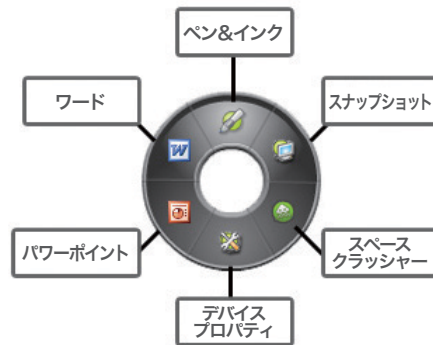 ペン&インク
ワード
スナップショット
パワーポイント
スペース
クラッシャー
デバイス
プロパティ